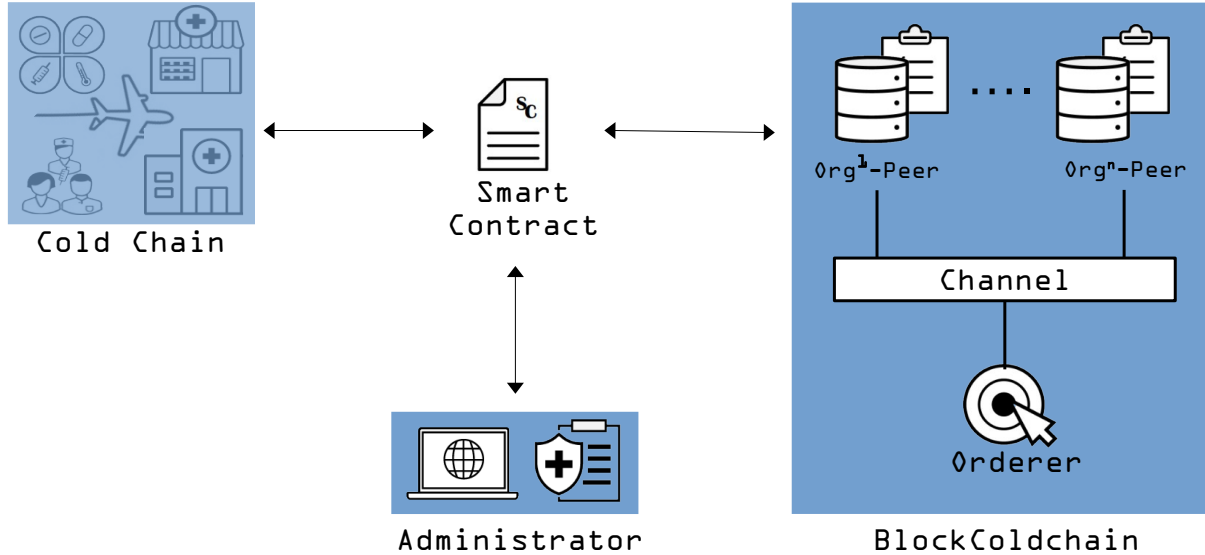 Sc
Org¹-Peer
Orgⁿ-Peer
Smart
Contract
Cold Chain
Channel
Orderer
Administrator
BlockColdchain